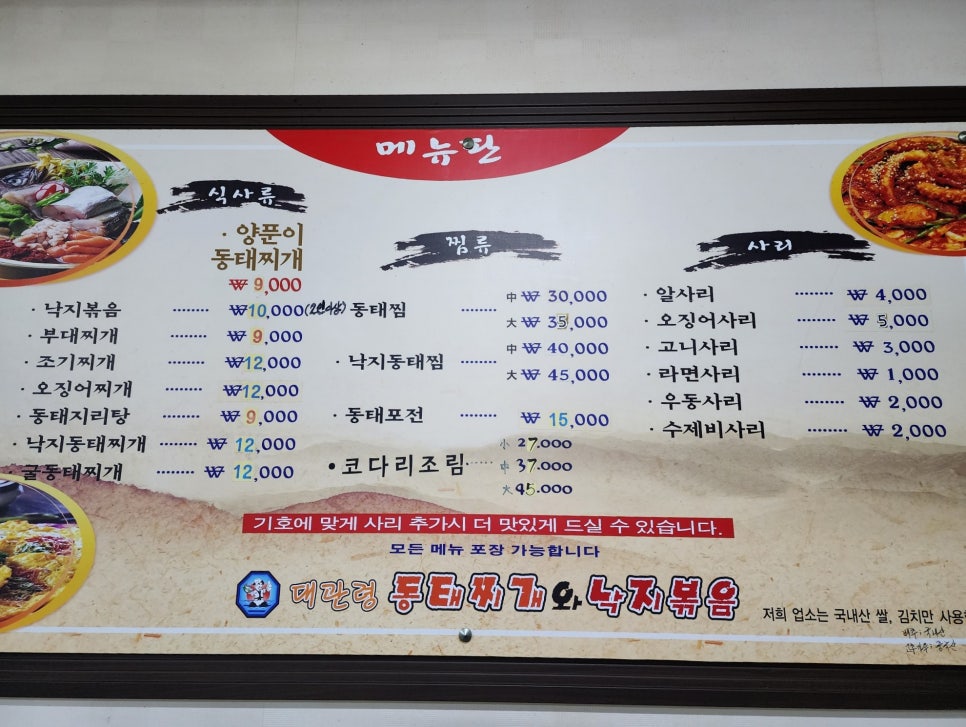 메뉴판
식사류
· 양푼이
동태찌개
₩ 9,000
· 낙지볶음 ········ ₩10,000(2인이상)
· 부대찌개 ········ ₩ 9,000
· 조기찌개 ········ ₩12,000
· 오징어찌개 ········ ₩12,000
· 동태지리탕 ········ ₩ 9,000
· 낙지동태찌개 ········ ₩ 12,000
굴동태찌개 ········ ₩ 12,000
찜류
동태찜 ········ 中 ₩ 30,000
大 ₩ 35,000
· 낙지동태찜 ········ 中 ₩ 40,000
大 ₩ 45,000
· 동태포전 ········ ₩ 15,000
小 27.000
• 코다리조림 ······ 中 37.000
大 45.000
사리
· 알사리 ········ ₩ 4,000
· 오징어사리 ········ ₩ 5,000
· 고니사리 ········ ₩ 3,000
· 라면사리 ········ ₩ 1,000
· 우동사리 ········ ₩ 2,000
· 수제비사리 ········ ₩ 2,000
기호에 맞게 사리 추가시 더 맛있게 드실 수 있습니다.
모든 메뉴 포장 가능합니다
대관령 동태찌개와 낙지볶음
저희 업소는 국내산 쌀, 김치만 사용